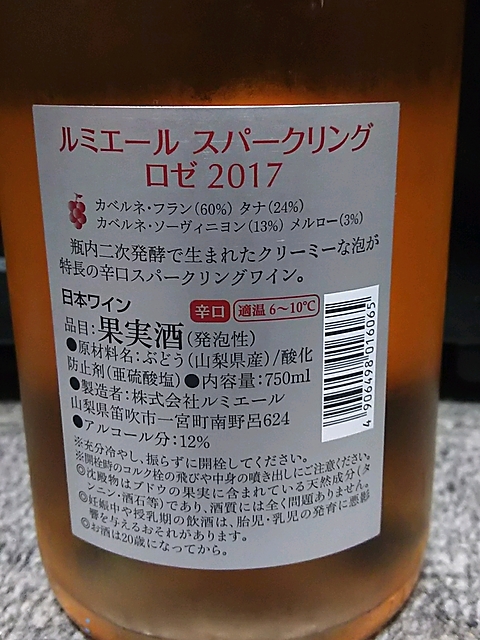 ルミエール スパークリング
ロゼ 2017
カベルネ・フラン(60%) タナ(24%)
カベルネ・ソーヴィニヨン(13%) メルロー(3%)
瓶内二次発酵で生まれたクリーミーな泡が
特長の辛口スパークリングワイン。
日本ワイン
辛口 適温 6〜10℃
品目:果実酒(発泡性)
●原材料名:ぶどう(山梨県産)/酸化
防止剤(亜硫酸塩)●内容量:750ml
●製造者:株式会社ルミエール
山梨県笛吹市一宮町南野呂624
●アルコール分:12%
4906498016065
※充分冷やし、振らずに開栓してください。
※開栓時のコルク栓の飛びや中身の噴き出しにご注意ください。
◎沈殿物はブドウの果実に含まれている天然成分(タ
ンニン・酒石等)であり、酒質には全く問題ありません。
◎妊娠中や授乳期の飲酒は、胎児・乳児の発育に悪影
響を与えるおそれがあります。
◎お酒は20歳になってから。